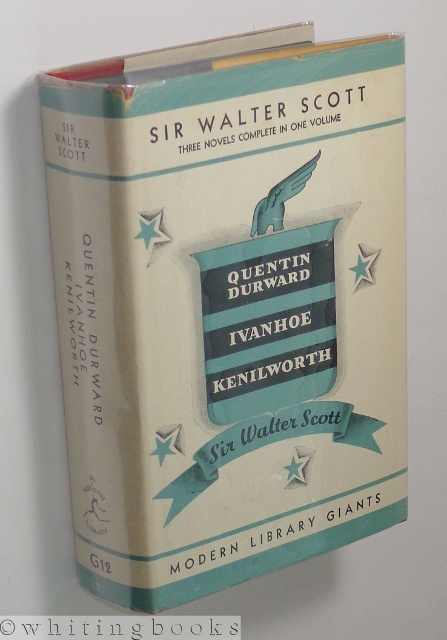 SIR WALTER SCOTT
THREE NOVELS COMPLETE IN ONE VOLUME
QUENTIN
DURWARD
IVANHOE
KENILWORTH
Sir Walter Scott
MODERN LIBRARY GIANTS
SIR
WALTER
SCOTT
QUENTIN DURWARD
IVANHOE
KENILWORTH
G12
© whitingbooks